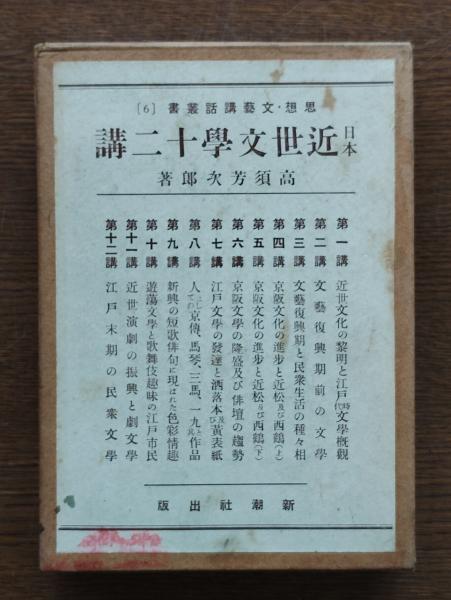 思想・文藝講話叢書 [6]
日本近世文學十二講
高須芳次郎著
第一講 近世文化の黎明と江戸時代文學概觀
第二講 文藝復興期前の文學
第三講 文藝復興期と民衆生活の種々相
第四講 京阪文化の進步と近松及び西鶴(上)
第五講 京阪文化の進步と近松及び西鶴(下)
第六講 京阪文學の隆盛及び俳壇の趨勢
第七講 江戸文學の發達と洒落本及び黃表紙
第八講 人としての京傳、馬琴、三馬、一九と其作品
第九講 新興の短歌俳句に現はれた色彩情趣
第十講 遊蕩文學と歌舞伎趣味の江戸市民
第十一講 近世演劇の振興と劇文學
第十二講 江戸末期の民衆文學
新潮社出版